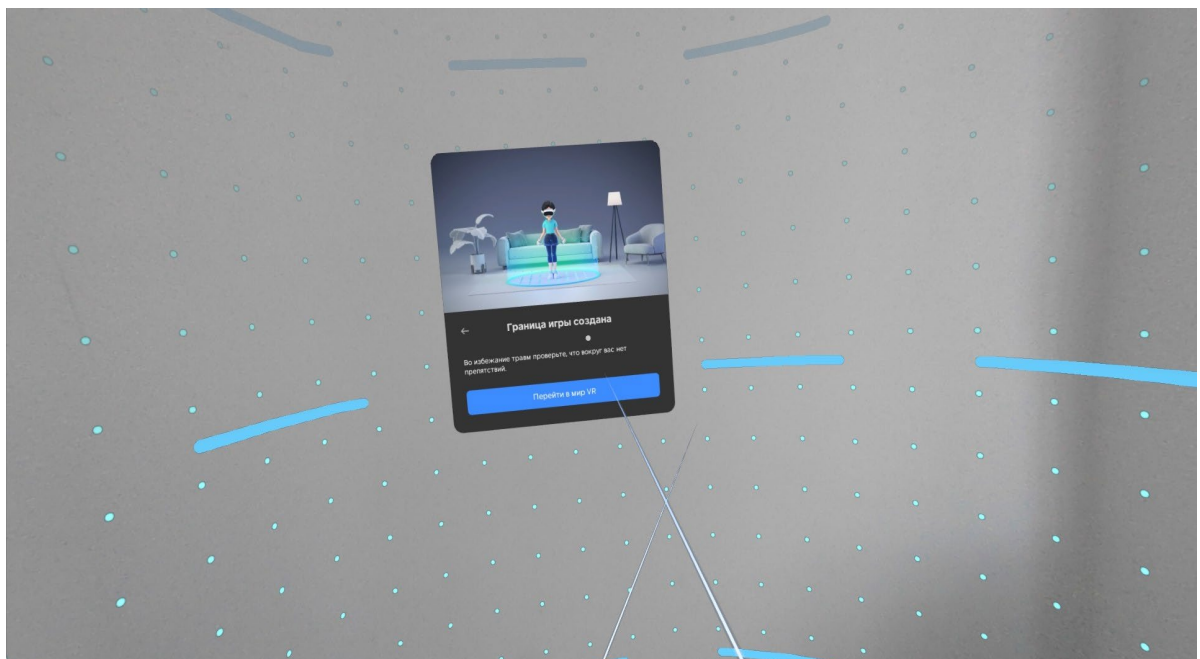 Граница игры создана
Во избежание травм проверьте, что вокруг вас нет
препятствий.
Перейти в мир VR